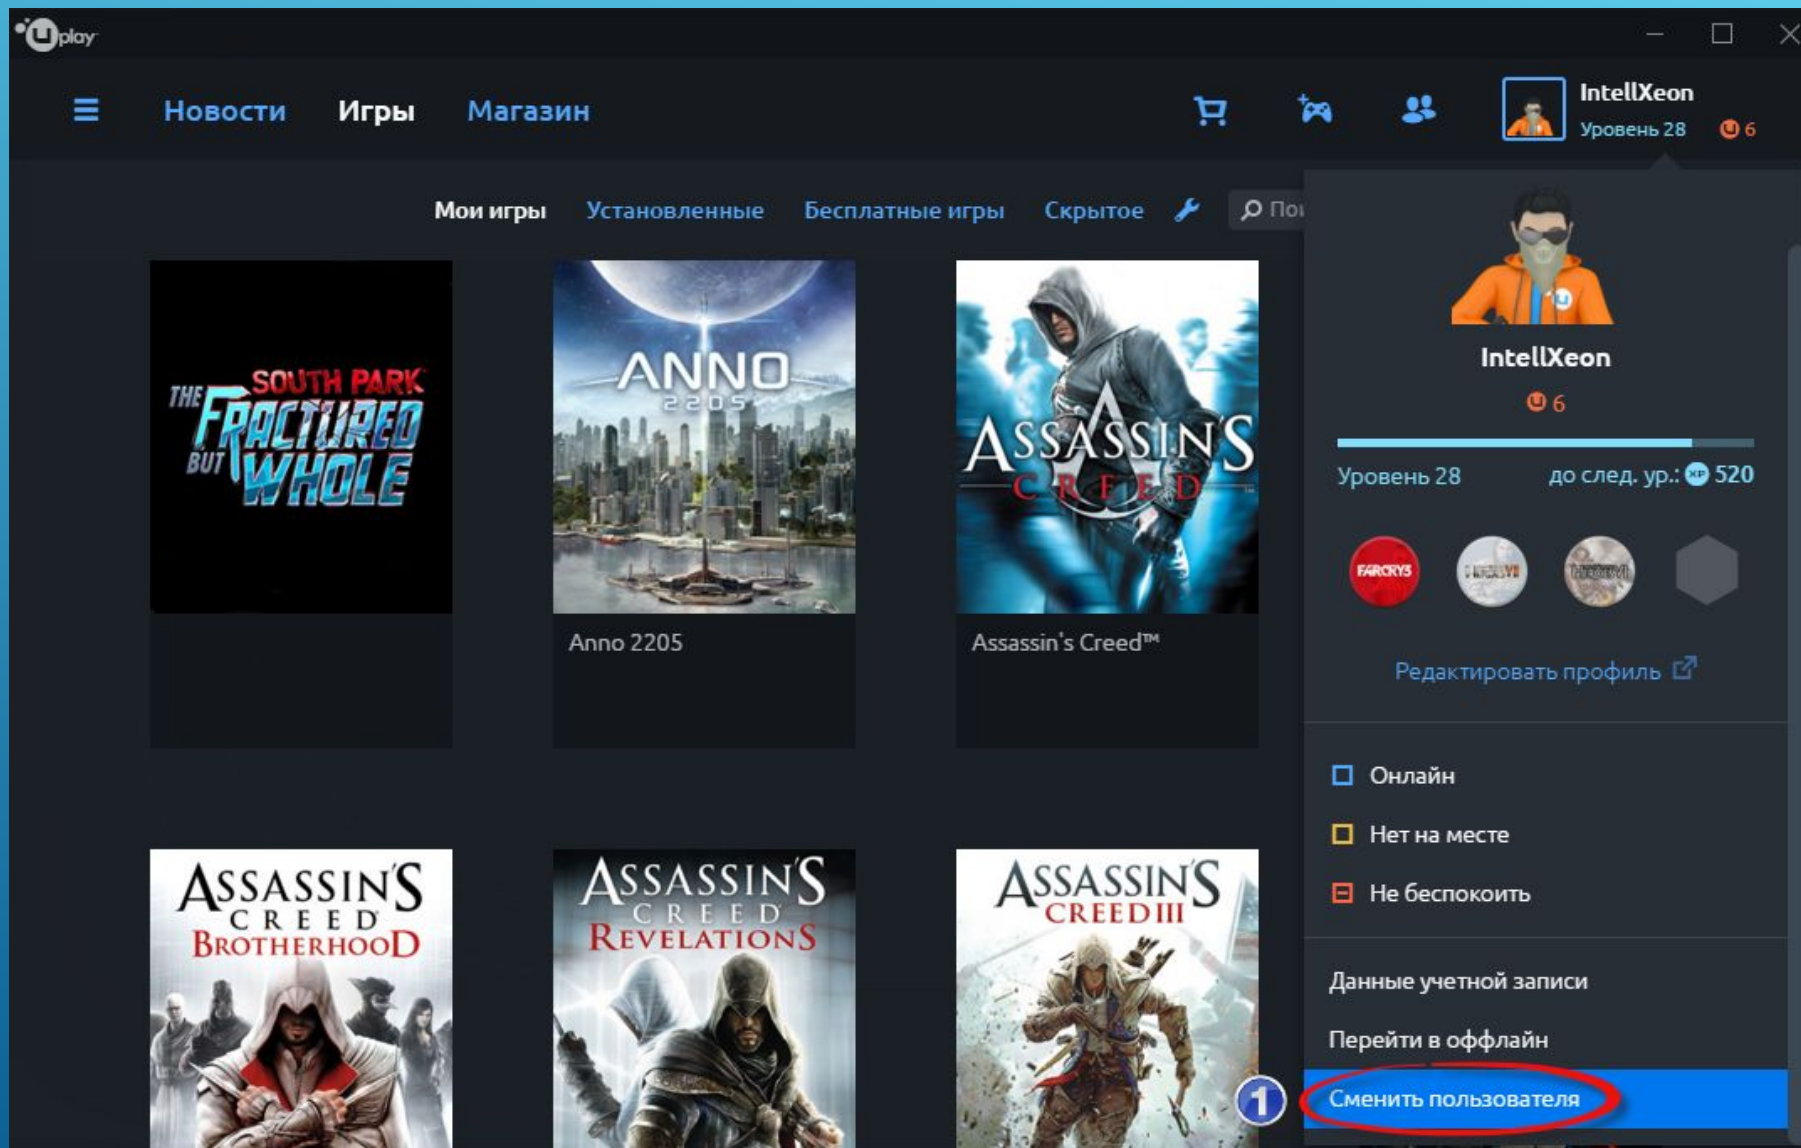 Uplay
Новости Игры Магазин
IntellXeon
Уровень 28 6
Мои игры Установленные Бесплатные игры Скрытое
THE SOUTH PARK
FRACTURED
BUT WHOLE
ANNO
2205
ASSASSIN'S
CREED
Anno 2205
Assassin's Creed™
ASSASSIN'S
CREED
BROTHERHOOD
ASSASSIN'S
CREED
REVELATIONS
ASSASSIN'S
CREED III
IntellXeon
6
Уровень 28 до след. ур.: XP 520
FARCRY3
Редактировать профиль
Онлайн
Нет на месте
Не беспокоить
Данные учетной записи
Перейти в оффлайн
1 Сменить пользователя